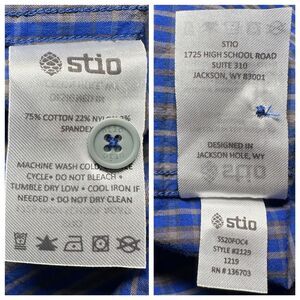 stio
75% COTTON 22% NYLON 3%
SPANDEX
MACHINE WASH COLD
CYCLE • DO NOT BLEACH •
TUMBLE DRY LOW • COOL IRON IF
NEEDED • DO NOT DRY CLEAN
STIO
1725 HIGH SCHOOL ROAD
SUITE 310
JACKSON, WY 83001
DESIGNED IN
JACKSON HOLE, WY
stio
SS20FOC4
STYLE #2129
1219
RN # 136703